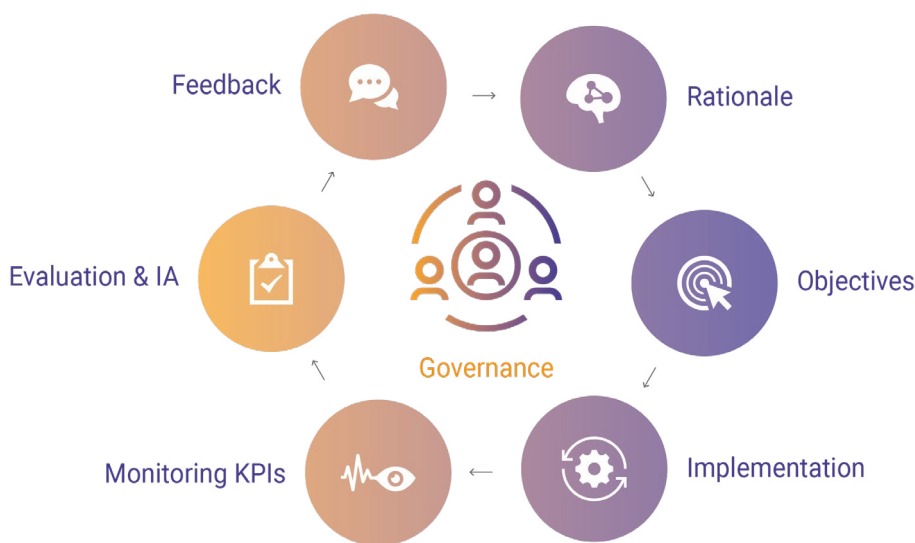 Feedback
Rationale
Evaluation & IA
Objectives
Governance
Monitoring KPIs
Implementation